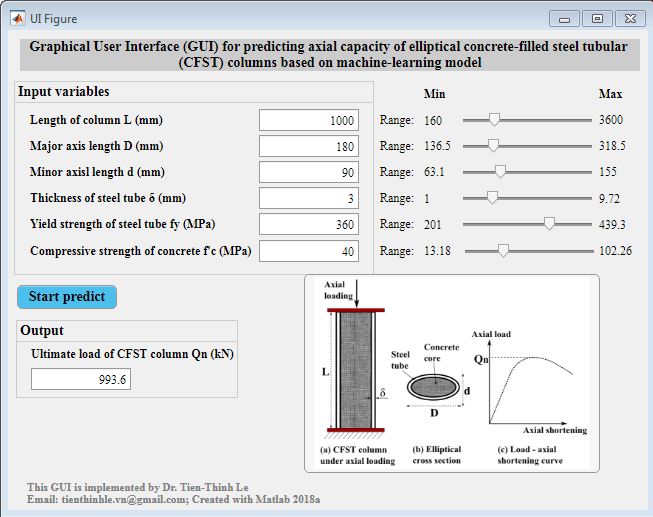 UI Figure
Graphical User Interface (GUI) for predicting axial capacity of elliptical concrete-filled steel tubular
(CFST) columns based on machine-learning model
Input variables
Min Max
Length of column L (mm) 1000 Range: 160 3600
Major axis length D (mm) 180 Range: 136.5 318.5
Minor axisl length d (mm) 90 Range: 63.1 155
Thickness of steel tube δ (mm) 3 Range: 1 9.72
Yield strength of steel tube fy (MPa) 360 Range: 201 439.3
Compressive strength of concrete f'c (MPa) 40 Range: 13.18 102.26
Start predict
Output
Ultimate load of CFST column Qn (kN)
993.6
Axial
loading
L
δ
(a) CFST column
under axial loading
Steel
tube
Concrete
core
d
D
(b) Elliptical
cross section
Axial load
Qn
Axial shortening
(c) Load - axial
shortening curve
This GUI is implemented by Dr. Tien-Thinh Le
Email: tienthinhle.vn@gmail.com; Created with Matlab 2018a